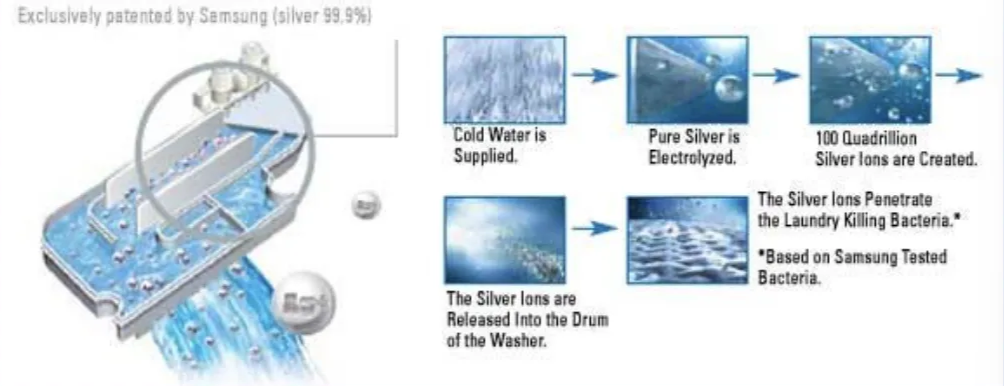 Exclusively patented by Samsung (silver 99.9%)
Cold Water is
Supplied.
Pure Silver is
Electrolyzed.
100 Quadrillion
Silver Ions are Created.
The Silver Ions are
Released Into the Drum
of the Washer.
The Silver Ions Penetrate
the Laundry Killing Bacteria.*
*Based on Samsung Tested
Bacteria.
Ag+